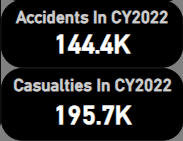 Accidents In CY2022
144.4K
Casualties In CY2022
195.7K